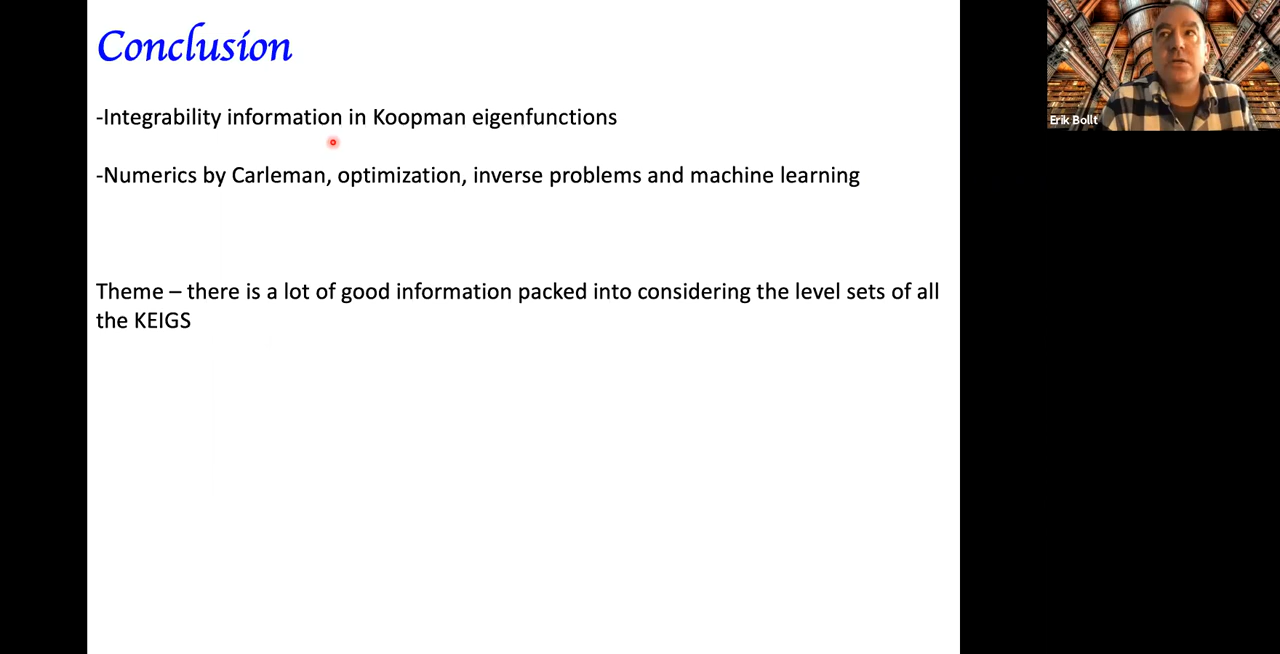 Conclusion
-Integrability information in Koopman eigenfunctions
-Numerics by Carleman, optimization, inverse problems and machine learning
Theme – there is a lot of good information packed into considering the level sets of all
the KEIGS
Erik Bollt